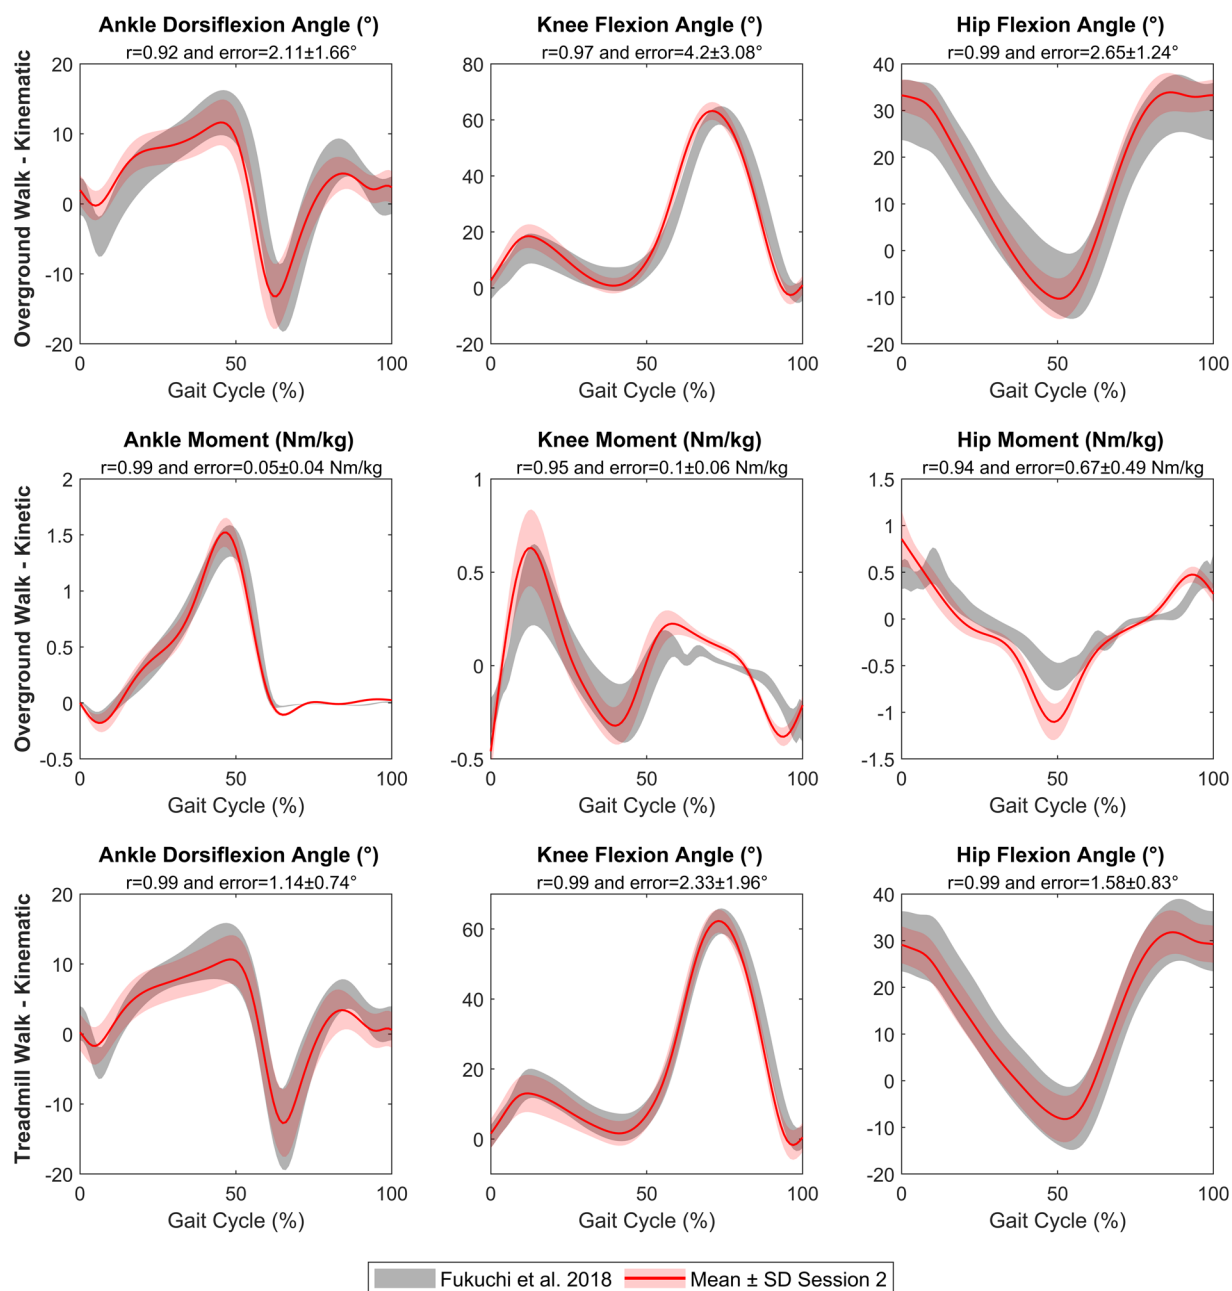 Ankle Dorsiflexion Angle (°)
r=0.92 and error=2.11±1.66°
Knee Flexion Angle (°)
r=0.97 and error=4.2±3.08°
Hip Flexion Angle (°)
r=0.99 and error=2.65±1.24°
Overground Walk - Kinematic
20
10
0
-10
-20
0
50
100
Gait Cycle (%)
80
60
40
20
0
-20
0
50
100
Gait Cycle (%)
40
30
20
10
0
-10
-20
0
50
100
Gait Cycle (%)
Ankle Moment (Nm/kg)
r=0.99 and error=0.05±0.04 Nm/kg
Knee Moment (Nm/kg)
r=0.95 and error=0.1±0.06 Nm/kg
Hip Moment (Nm/kg)
r=0.94 and error=0.67±0.49 Nm/kg
Overground Walk - Kinetic
2
1.5
1
0.5
0
-0.5
0
50
100
Gait Cycle (%)
1
0.5
0
-0.5
0
50
100
Gait Cycle (%)
1.5
1
0.5
0
-0.5
-1
-1.5
0
50
100
Gait Cycle (%)
Ankle Dorsiflexion Angle (°)
r=0.99 and error=1.14±0.74°
Knee Flexion Angle (°)
r=0.99 and error=2.33±1.96°
Hip Flexion Angle (°)
r=0.99 and error=1.58±0.83°
Treadmill Walk - Kinematic
20
10
0
-10
-20
0
50
100
Gait Cycle (%)
60
40
20
0
0
50
100
Gait Cycle (%)
40
30
20
10
0
-10
-20
0
50
100
Gait Cycle (%)
Fukuchi et al. 2018
Mean ± SD Session 2